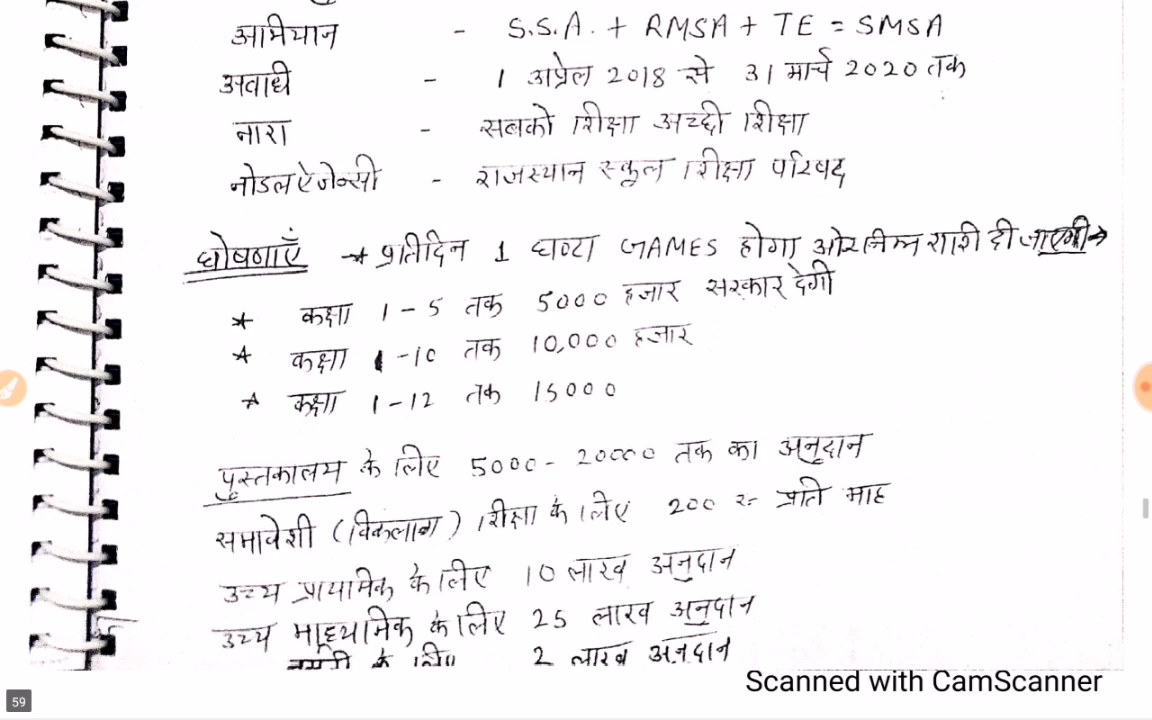 अभियान - S.S.A. + RMSA + TE = SMSA
अवधि - 1 अप्रेल 2018 से 31 मार्च 2020 तक
नारा - सबको शिक्षा अच्छी शिक्षा
नोडल ऐजेन्सी - राजस्थान स्कूल शिक्षा परिषद
घोषणाएँ → प्रतीदिन 1 घण्टा GAMES होगा और निम्न राशी दी जाएगी →
* कक्षा 1-5 तक 5000 हजार सरकार देगी
* कक्षा 1-10 तक 10,000 हजार
* कक्षा 1-12 तक 15000
पुस्तकालय के लिए 5000 - 20000 तक का अनुदान
समावेशी (विकलांग) शिक्षा के लिए 200 रू प्रति माह
उच्च प्राथमिक के लिए 10 लाख अनुदान
उच्च माध्यमिक के लिए 25 लाख अनुदान
के लिए 2 लाख अनुदान
Scanned with CamScanner
59